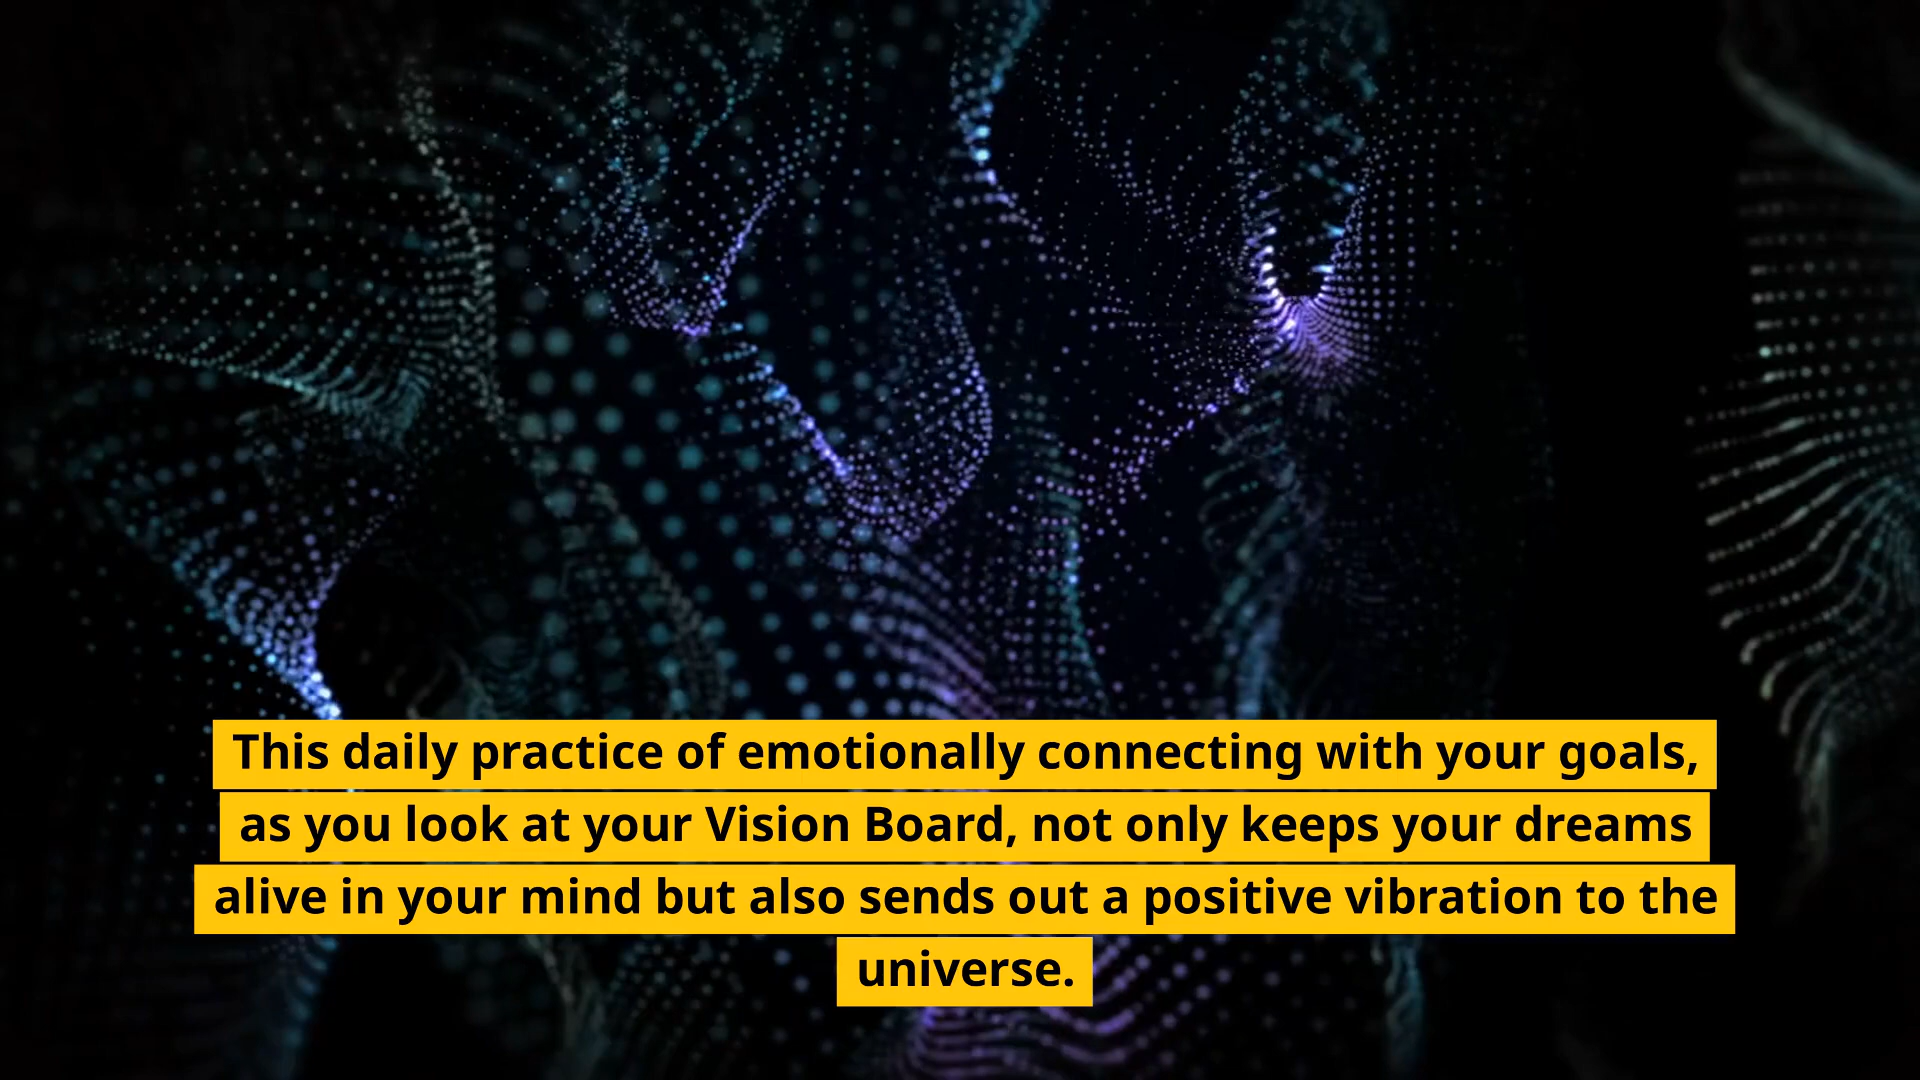 This daily practice of emotionally connecting with your goals,
as you look at your Vision Board, not only keeps your dreams
alive in your mind but also sends out a positive vibration to the
universe.